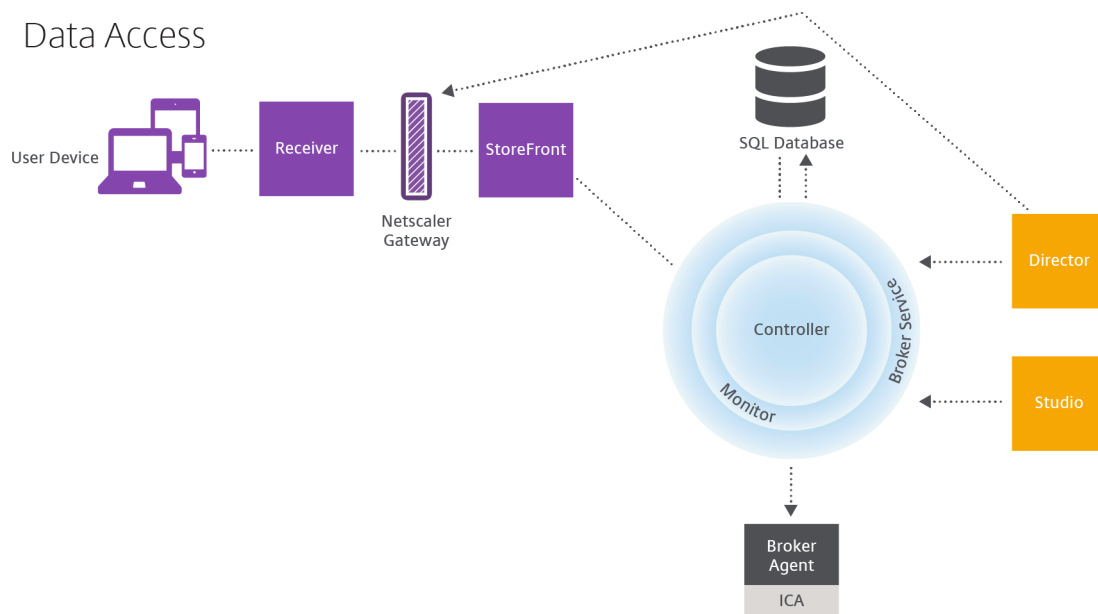 Data Access
User Device
Receiver
Netscaler
Gateway
StoreFront
SQL Database
Controller
Monitor
Broker Service
Director
Studio
Broker
Agent
ICA